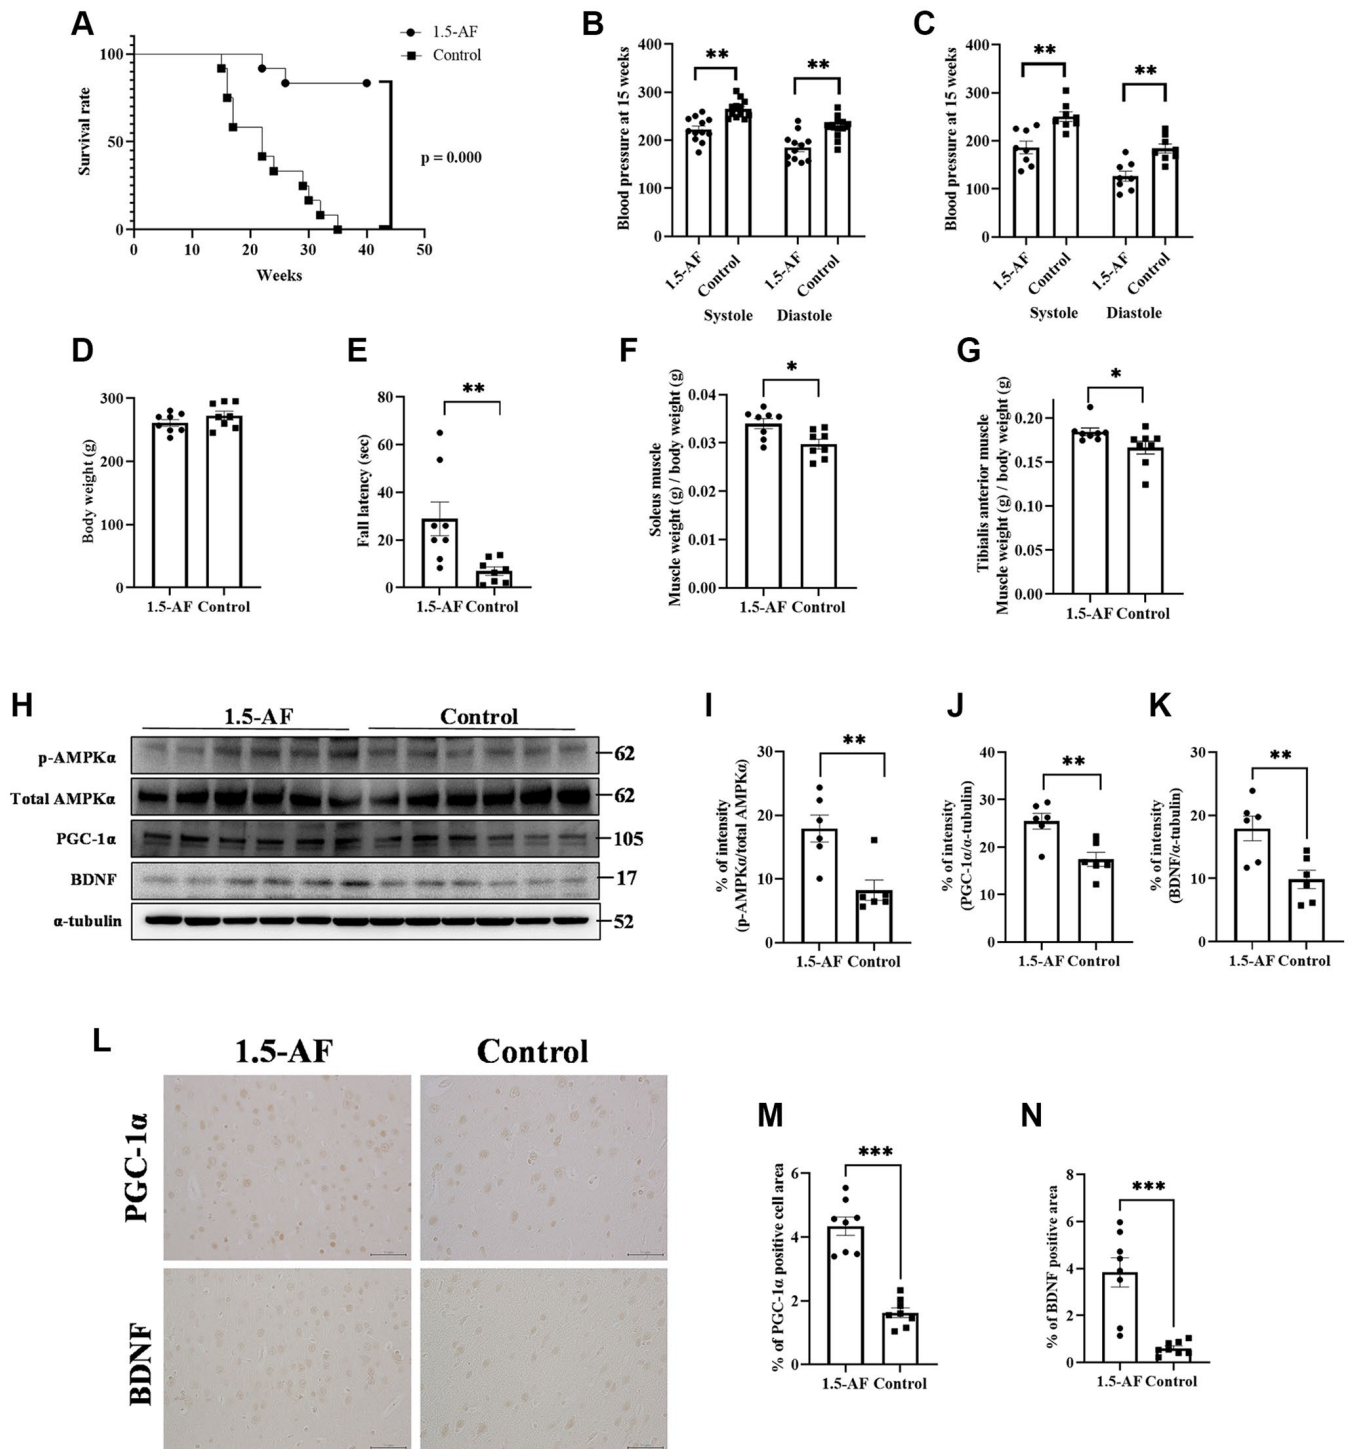 A
1.5-AF
Control
100
50
0
Survival rate
p = 0.000
0 10 20 30 40 50
Weeks
B
**
**
400
300
200
100
0
Blood pressure at 15 weeks
1.5-AF
Control
1.5-AF
Control
Systole Diastole
C
**
**
400
300
200
100
0
Blood pressure at 15 weeks
1.5-AF
Control
1.5-AF
Control
Systole Diastole
D
300
200
100
0
Body weight (g)
1.5-AF Control
E
**
80
60
40
20
0
Fall latency (sec)
1.5-AF Control
F
*
0.04
0.03
0.02
0.01
0.00
Soleus muscle
Muscle weight (g) / body weight (g)
1.5-AF Control
G
*
0.20
0.15
0.10
0.05
0.00
Tibialis anterior muscle
Muscle weight (g) / body weight (g)
1.5-AF Control
H
1.5-AF Control
p-AMPKα 62
Total AMPKα 62
PGC-1α 105
BDNF 17
α-tubulin 52
I
**
30
20
10
0
% of intensity
(p-AMPKα/total AMPKα)
1.5-AF Control
J
**
40
30
20
10
0
% of intensity
(PGC-1α/α-tubulin)
1.5-AF Control
K
**
30
20
10
0
% of intensity
(BDNF/α-tubulin)
1.5-AF Control
L
1.5-AF Control
PGC-1α
BDNF
M
***
6
4
2
0
% of PGC-1α positive cell area
1.5-AF Control
N
***
8
6
4
2
0
% of BDNF positive area
1.5-AF Control